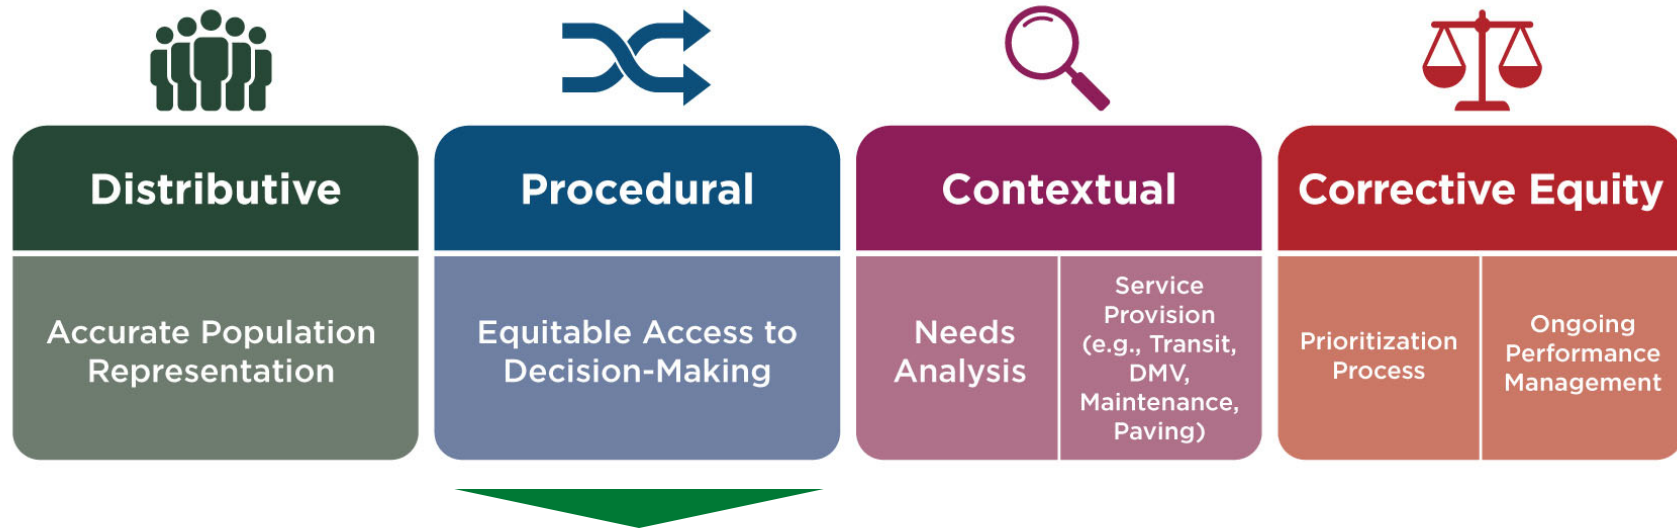 Distributive
Accurate Population
Representation
Procedural
Equitable Access to
Decision-Making
Contextual
Needs
Analysis
Service
Provision
(e.g., Transit,
DMV,
Maintenance,
Paving)
Corrective Equity
Prioritization
Process
Ongoing
Performance
Management